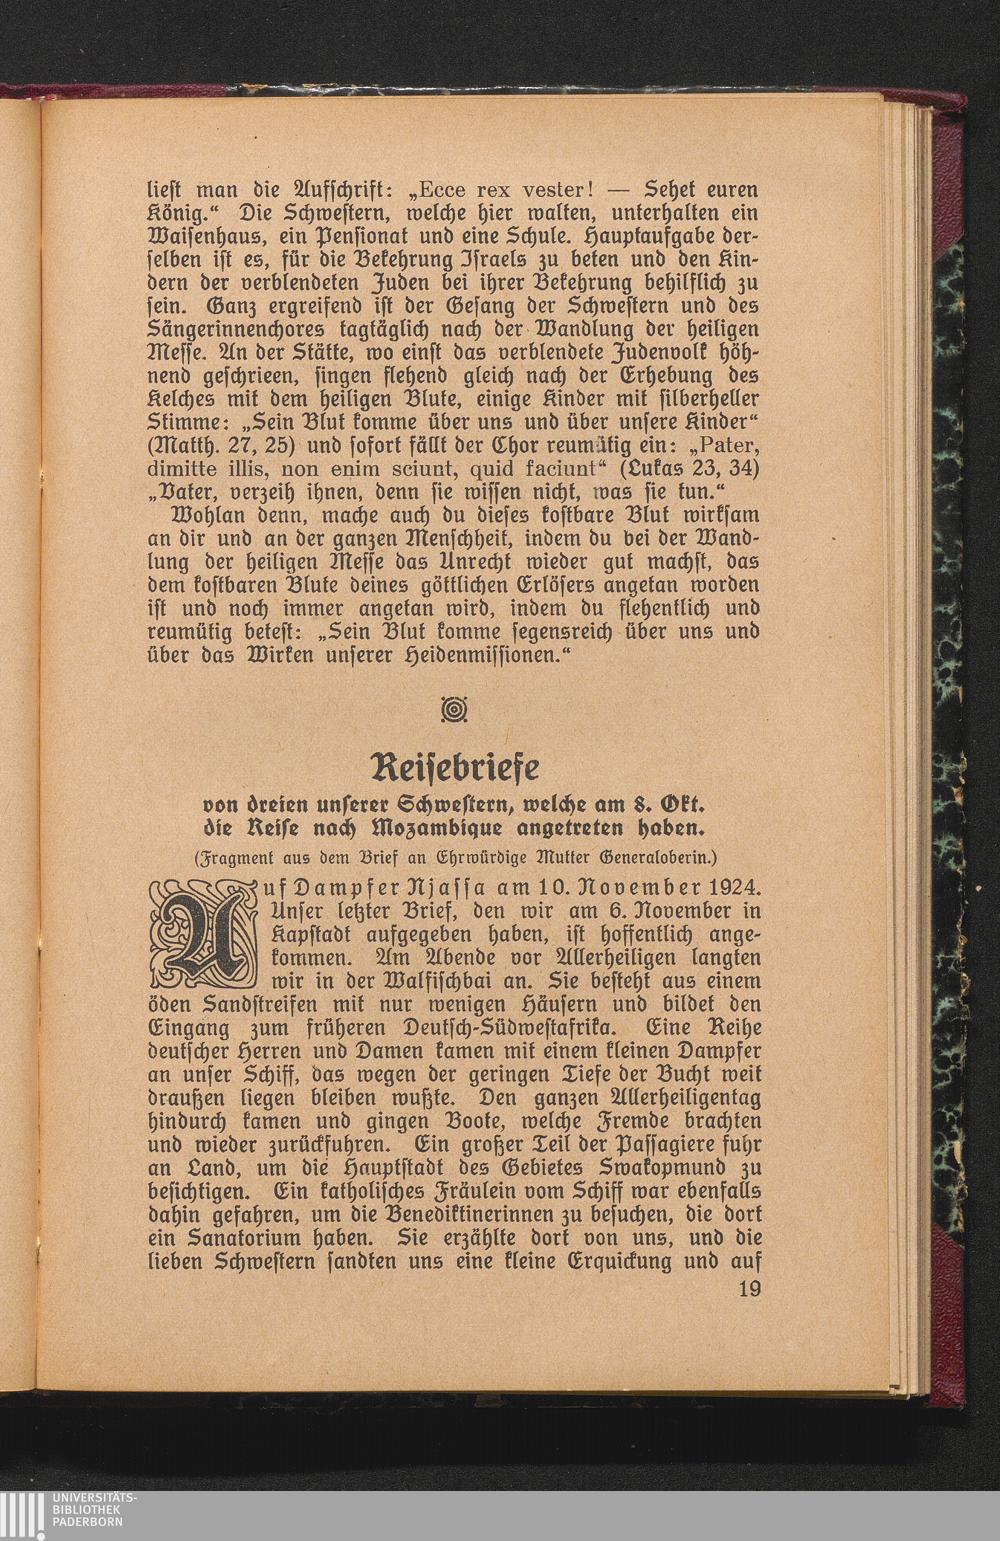 liest man die Aufschrift: „Ecce rex vester! — Sehet euren
König.“ Die Schwestern, welche hier walten, unterhalten ein
Waisenhaus, ein Pensionat und eine Schule. Hauptaufgabe der-
selben ist es, für die Bekehrung Israels zu beten und den Kin-
dern der verblendeten Juden bei ihrer Bekehrung behilflich zu
sein. Ganz ergreifend ist der Gesang der Schwestern und des
Sängerinnenchores tagtäglich nach der Wandlung der heiligen
Messe. An der Stätte, wo einst das verblendete Judenvolk höh-
nend geschrieen, singen flehend gleich nach der Erhebung des
Kelches mit dem heiligen Blute, einige Kinder mit silberheller
Stimme: „Sein Blut komme über uns und über unsere Kinder“
(Matth. 27, 25) und sofort fällt der Chor reumütig ein: „Pater,
dimitte illis, non enim sciunt, quid faciunt“ (Lukas 23, 34)
„Vater, verzeih ihnen, denn sie wissen nicht, was sie tun.“
Wohlan denn, mache auch du dieses kostbare Blut wirksam
an dir und an der ganzen Menschheit, indem du bei der Wand-
lung der heiligen Messe das Unrecht wieder gut machst, das
dem kostbaren Blute deines göttlichen Erlösers angetan worden
ist und noch immer angetan wird, indem du flehentlich und
reumütig betest: „Sein Blut komme segensreich über uns und
über das Wirken unserer Heidenmissionen.“
Reisebriefe
von dreien unserer Schwestern, welche am 8. Okt.
die Reise nach Mozambique angetreten haben.
(Fragment aus dem Brief an Ehrwürdige Mutter Generaloberin.)
Auf Dampfer Njassa am 10. November 1924.
Unser letzter Brief, den wir am 6. November in
Kapstadt aufgegeben haben, ist hoffentlich ange-
kommen. Am Abende vor Allerheiligen langten
wir in der Walfischbai an. Sie besteht aus einem
öden Sandstreifen mit nur wenigen Häusern und bildet den
Eingang zum früheren Deutsch-Südwestafrika. Eine Reihe
deutscher Herren und Damen kamen mit einem kleinen Dampfer
an unser Schiff, das wegen der geringen Tiefe der Bucht weit
draußen liegen bleiben wußte. Den ganzen Allerheiligentag
hindurch kamen und gingen Boote, welche Fremde brachten
und wieder zurückfuhren. Ein großer Teil der Passagiere fuhr
an Land, um die Hauptstadt des Gebietes Swakopmund zu
besichtigen. Ein katholisches Fräulein vom Schiff war ebenfalls
dahin gefahren, um die Benediktinerinnen zu besuchen, die dort
ein Sanatorium haben. Sie erzählte dort von uns, und die
lieben Schwestern sandten uns eine kleine Erquickung und auf
19
UNIVERSITÄTS-
BIBLIOTHEK
PADERBORN